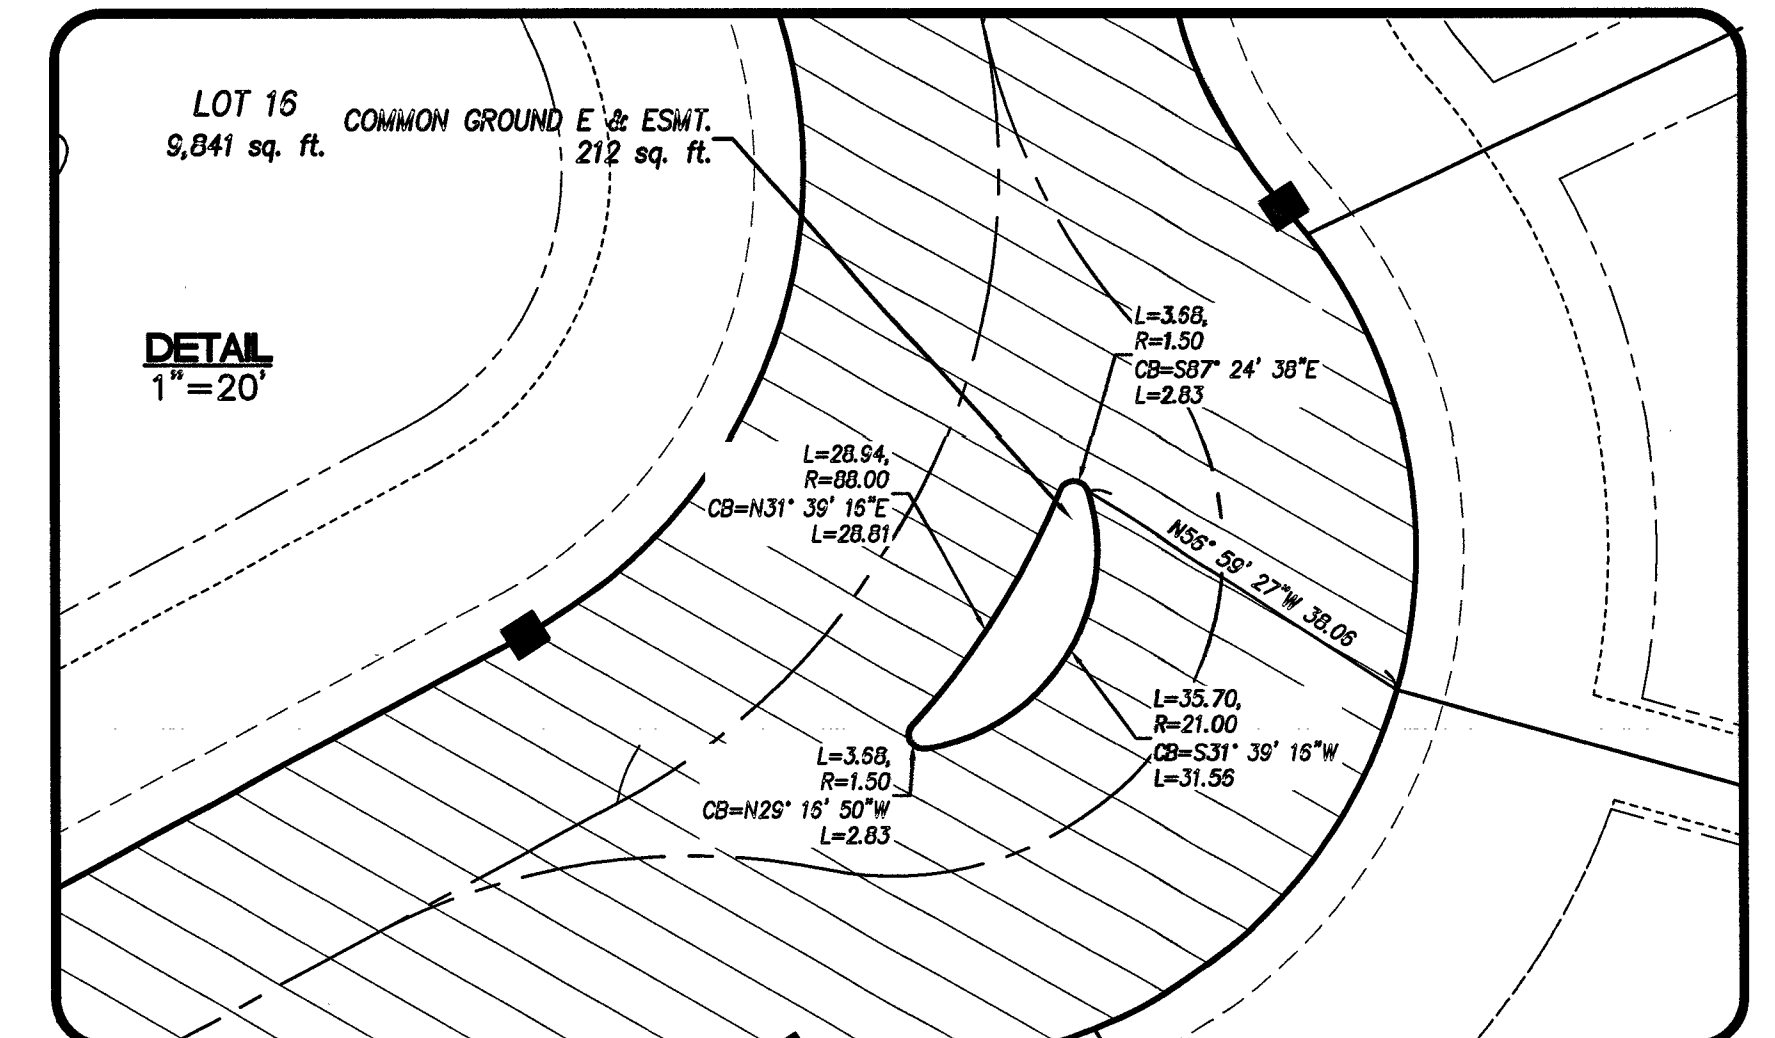 LOT 16
9,841 sq. ft.
COMMON GROUND E & ESMT.
212 sq. ft.
DETAIL
1"=20'
L=3.68,
R=1.50
CB=S87° 24' 38"E
L=2.83
L=28.94,
R=88.00
CB=N31° 39' 16"E
L=28.81
N56° 59' 27"W 38.06
L=35.70,
R=21.00
CB=S31° 39' 16"W
L=31.56
L=3.68,
R=1.50
CB=N29° 16' 50"W
L=2.83